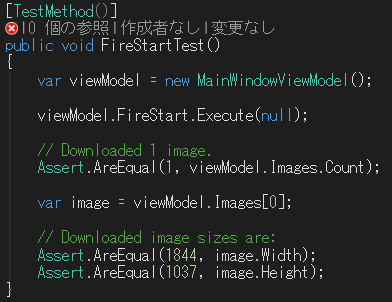 [TestMethod()]
0 個の参照|作成者なし|変更なし
public void FireStartTest()
{
var viewModel = new MainWindowViewModel();
viewModel.FireStart.Execute(null);
// Downloaded 1 image.
Assert.AreEqual(1, viewModel.Images.Count);
var image = viewModel.Images[0];
// Downloaded image sizes are:
Assert.AreEqual(1844, image.Width);
Assert.AreEqual(1037, image.Height);
}